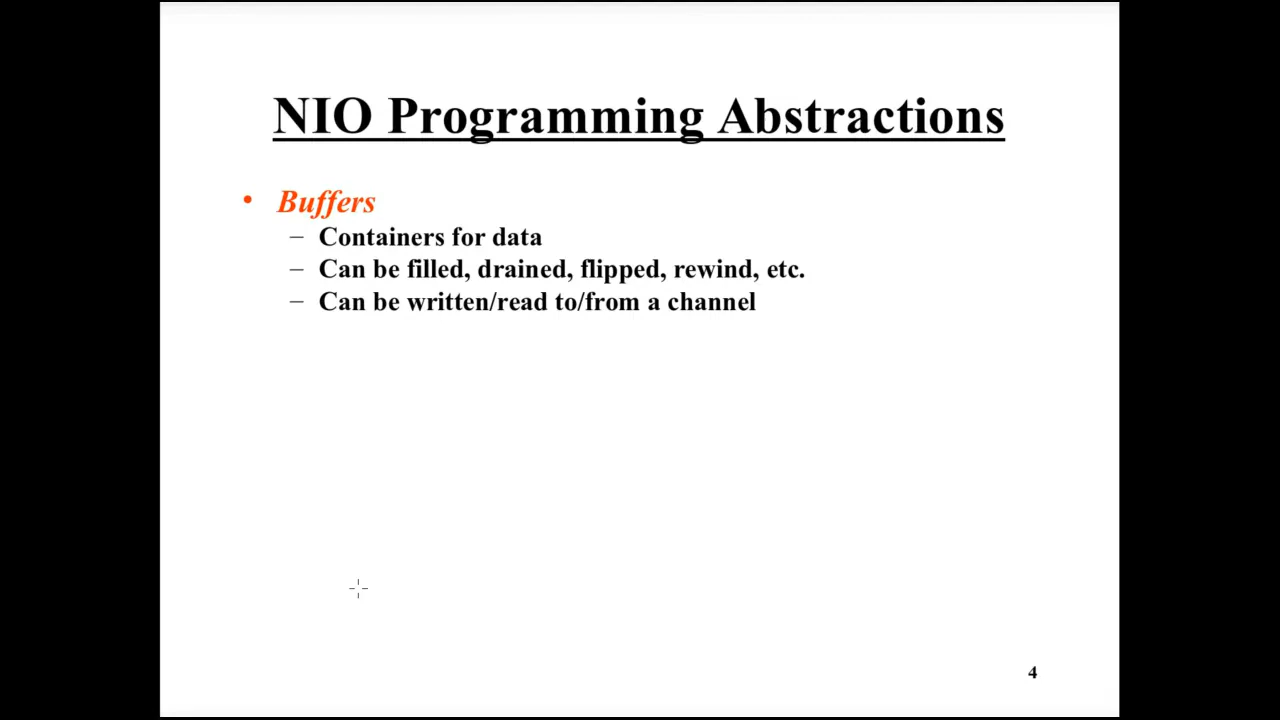 NIO Programming Abstractions
• Buffers
– Containers for data
– Can be filled, drained, flipped, rewind, etc.
– Can be written/read to/from a channel
4